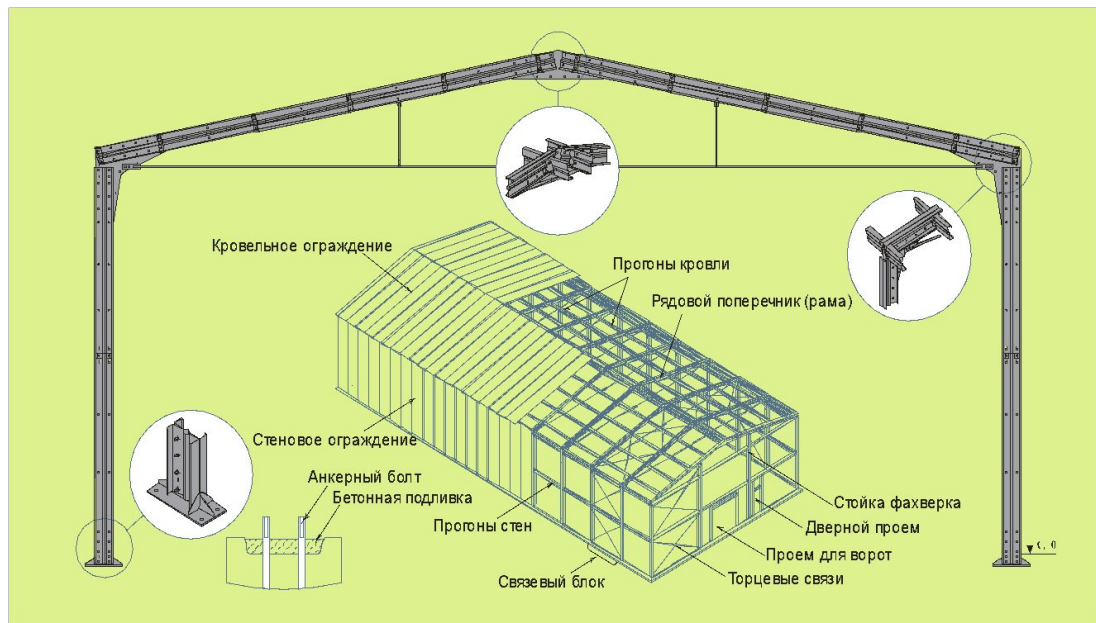 Кровельное ограждение
Прогоны кровли
Рядовой поперечник (рама)
Стеновое ограждение
Анкерный болт
Бетонная подливка
Прогоны стен
Стойка фахверка
Дверной проем
Проем для ворот
Связевый блок
Торцевые связи